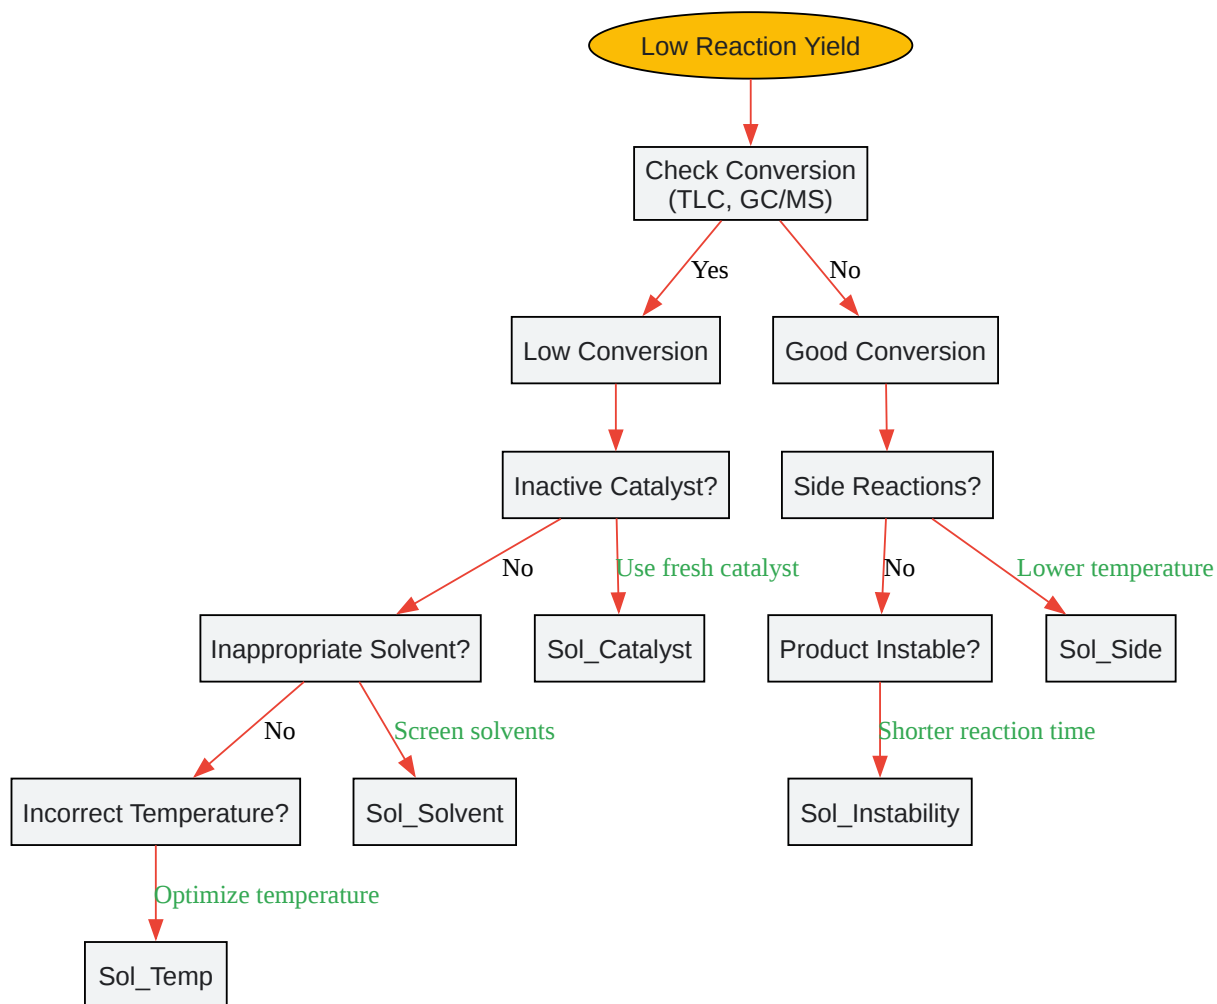 Low Reaction Yield
Check Conversion
(TLC, GC/MS)
Yes
No
Low Conversion
Good Conversion
Inactive Catalyst?
Side Reactions?
No
Use fresh catalyst
No
Lower temperature
Inappropriate Solvent?
Sol_Catalyst
Product Instable?
Sol_Side
No
Screen solvents
Shorter reaction time
Incorrect Temperature?
Sol_Solvent
Sol_Instability
Optimize temperature
Sol_Temp